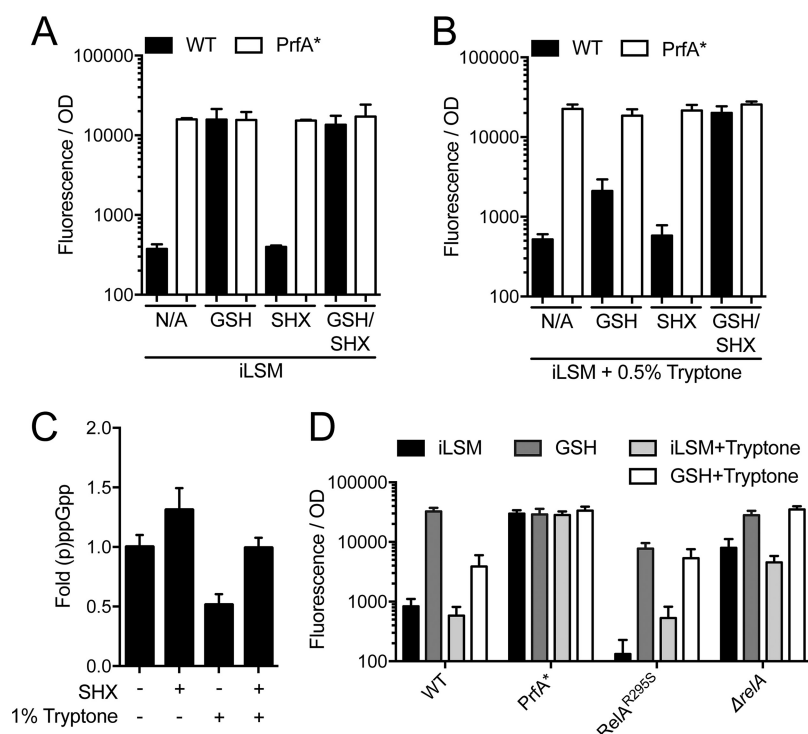 A
WT PrfA*
Fluorescence / OD
100000
10000
1000
100
N/A GSH SHX GSH/
SHX
iLSM
B
WT PrfA*
Fluorescence / OD
100000
10000
1000
100
N/A GSH SHX GSH/
SHX
iLSM + 0.5% Tryptone
C
Fold (p)ppGpp
2.0
1.5
1.0
0.5
0.0
SHX - + - +
1% Tryptone - - + +
D
iLSM GSH iLSM+Tryptone
GSH+Tryptone
Fluorescence / OD
100000
10000
1000
100
WT
PrfA*
RelAR295S
ΔrelA